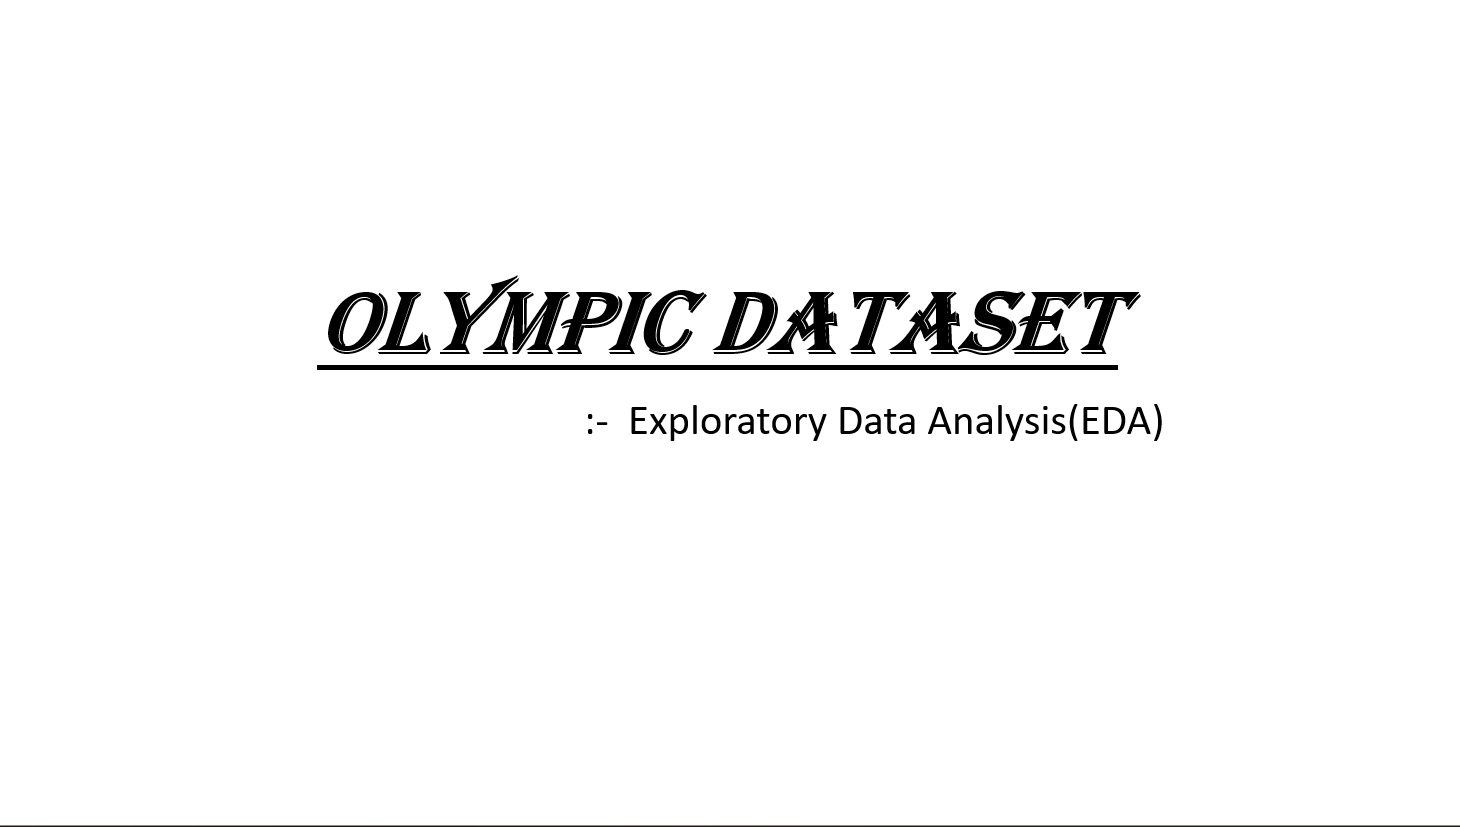 OLYMPIC DATASET
:- Exploratory Data Analysis(EDA)